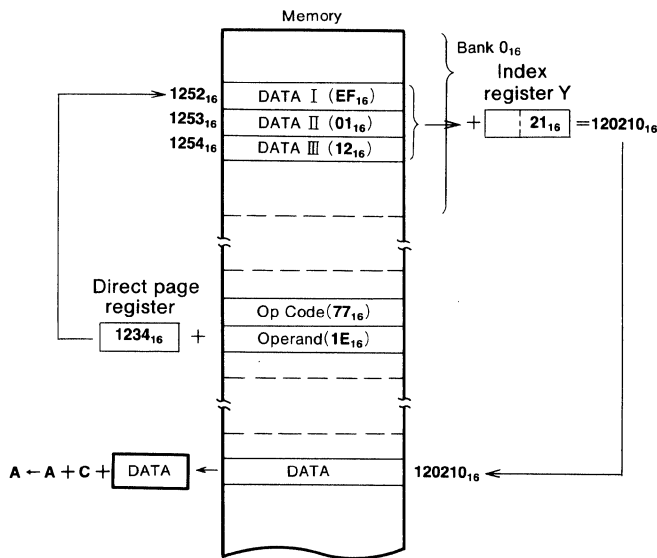 Memory
Bank 0₁₆
Index
register Y
1252₁₆ DATA Ⅰ (EF₁₆)
1253₁₆ DATA Ⅱ (01₁₆) + 21₁₆ =120210₁₆
1254₁₆ DATA Ⅲ (12₁₆)
Direct page
register
Op Code(77₁₆)
1234₁₆ + Operand(1E₁₆)
A ← A + C + DATA ← DATA 120210₁₆